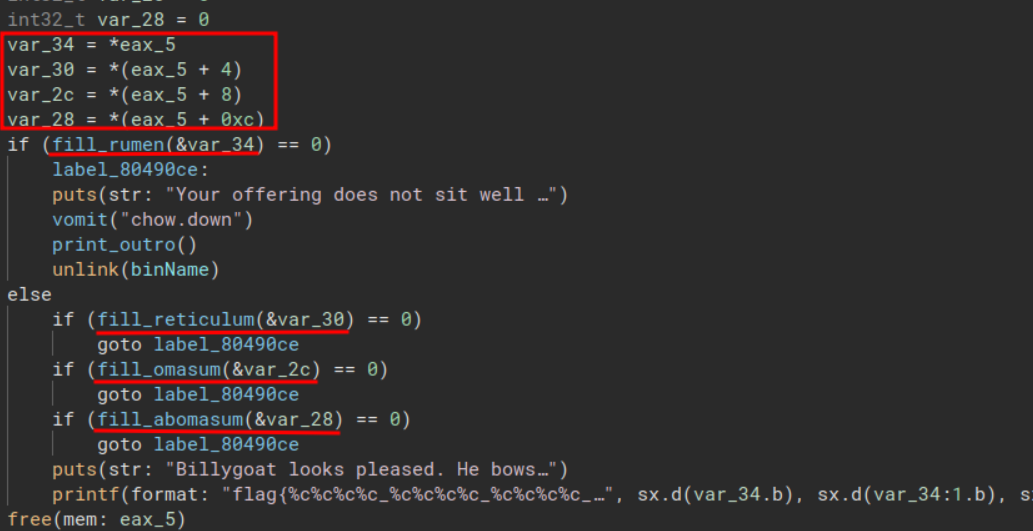 int32_t var_28 = 0
var_34 = *eax_5
var_30 = *(eax_5 + 4)
var_2c = *(eax_5 + 8)
var_28 = *(eax_5 + 0xc)
if (fill_rumen(&var_34) == 0)
label_80490ce:
puts(str: "Your offering does not sit well …")
vomit("chow.down")
print_outro()
unlink(binName)
else
if (fill_reticulum(&var_30) == 0)
goto label_80490ce
if (fill_omasum(&var_2c) == 0)
goto label_80490ce
if (fill_abomasum(&var_28) == 0)
goto label_80490ce
puts(str: "Billygoat looks pleased. He bows…")
printf(format: "flag{%c%c%c%c_%c%c%c%c_%c%c%c%c_…", sx.d(var_34.b), sx.d(var_34:1.b),
free(mem: eax_5)